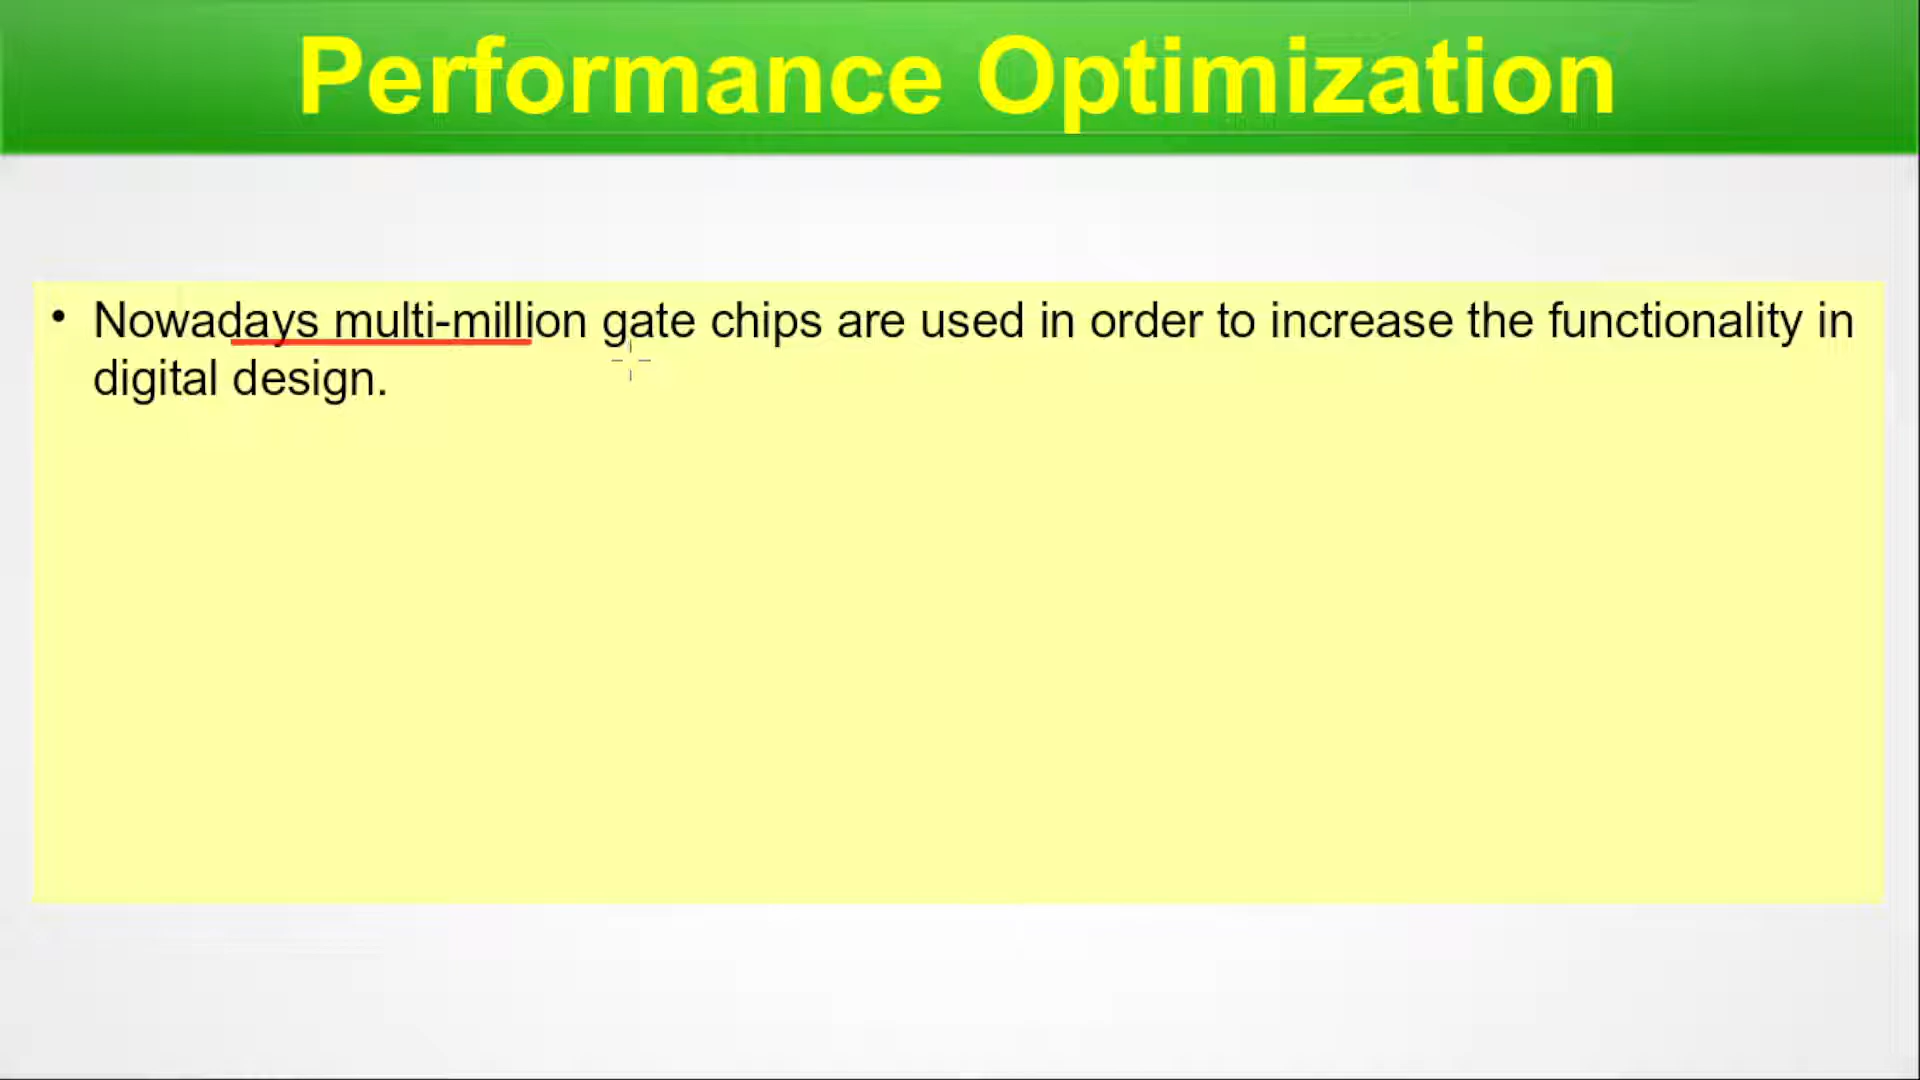 Performance Optimization
• Nowadays multi-million gate chips are used in order to increase the functionality in
digital design.